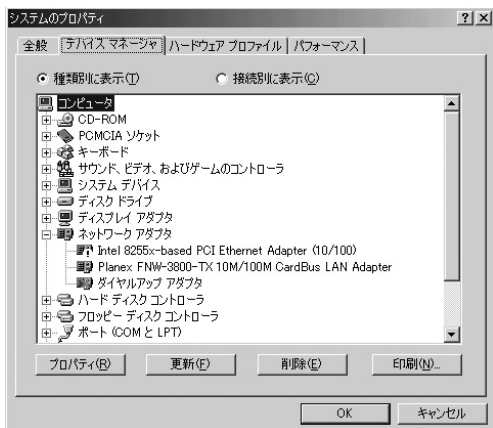 システムのプロパティ
? ×
全般 デバイス マネージャ ハードウェア プロファイル パフォーマンス
種類別に表示(T) 接続別に表示(C)
コンピュータ
CD-ROM
PCMCIA ソケット
キーボード
サウンド、ビデオ、およびゲームのコントローラ
システム デバイス
ディスク ドライブ
ディスプレイ アダプタ
ネットワーク アダプタ
Intel 8255x-based PCI Ethernet Adapter (10/100)
Planex FNW-3800-TX 10M/100M CardBus LAN Adapter
ダイヤルアップ アダプタ
ハード ディスク コントローラ
フロッピー ディスク コントローラ
ポート (COM と LPT)
プロパティ(R) 更新(F) 削除(E) 印刷(N)...
OK キャンセル